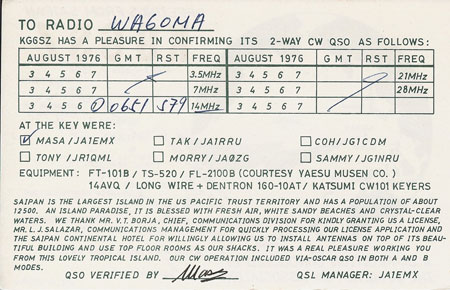 TO RADIO WA6OMA
KG6SZ HAS A PLEASURE IN CONFIRMING ITS 2-WAY CW QSO AS FOLLOWS:
AUGUST 1976 GMT RST FREQ AUGUST 1976 GMT RST FREQ
3 4 5 6 7 3.5MHz 3 4 5 6 7 21MHz
3 4 5 6 7 7MHz 3 4 5 6 7 28MHz
3 4 5 6 7 0651 579 14MHz 3 4 5 6 7
AT THE KEY WERE:
MASA/JA1EMX TAK/JA1RRU COH/JG1CDM
TONY/JR1QML MORRY/JAØZG SAMMY/JG1NRU
EQUIPMENT: FT-101B/TS-520/FL-2100B (COURTESY YAESU MUSEN CO.)
14AVQ / LONG WIRE + DENTRON 160-10AT/ KATSUMI CW101 KEYERS
SAIPAN IS THE LARGEST ISLAND IN THE US PACIFIC TRUST TERRITORY AND HAS A POPULATION OF ABOUT
12500. AN ISLAND PARADISE, IT IS BLESSED WITH FRESH AIR, WHITE SANDY BEACHES AND CRYSTAL-CLEAR
WATERS. WE THANK MR. V.T. BORJA, CHIEF, COMMUNICATIONS DIVISION FOR KINDLY GRANTING US A LICENSE,
MR. L.J. SALAZAR, COMMUNICATIONS MANAGEMENT FOR QUICKLY PROCESSING OUR LICENSE APPLICATION AND
THE SAIPAN CONTINENTAL HOTEL FOR WILLINGLY ALLOWING US TO INSTALL ANTENNAS ON TOP OF ITS BEAU-
TIFUL BUILDING AND USE TOP FLOOR ROOMS AS OUR SHACKS. IT WAS A REAL PLEASURE WORKING YOU
FROM THIS LOVELY TROPICAL ISLAND. OUR CW OPERATION INCLUDED VIA-OSCAR QSO IN BOTH A AND B
MODES.
QSO VERIFIED BY Masa QSL MANAGER: JA1EMX